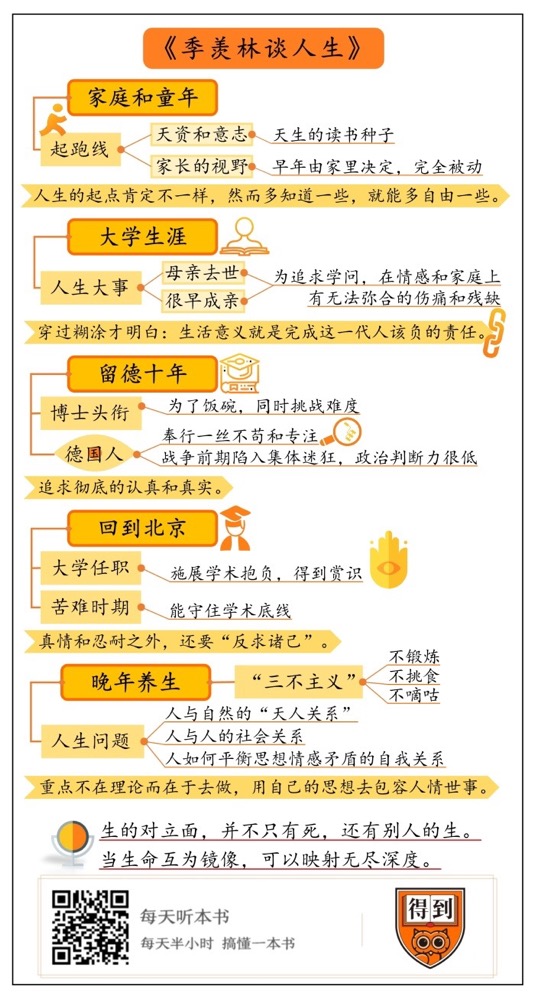 《季羡林谈人生》
家庭和童年
起跑线
天资和意志
天生的读书种子
家长的视野
早年由家里决定，完全被动
人生的起点肯定不一样，然而多知道一些，就能多自由一些。
大学生涯
人生大事
母亲去世
很早成亲
为追求学问，在情感和家庭上
有无法弥合的伤痛和残缺
穿过糊涂才明白：生活意义就是完成这一代人该负的责任。
留德十年
博士头衔
为了饭碗，同时挑战难度
德国人
奉行一丝不苟和专注
战争前期陷入集体迷狂，政治判断力很低
追求彻底的认真和真实。
回到北京
大学任职
施展学术抱负，得到赏识
苦难时期
能守住学术底线
真情和忍耐之外，还要“反求诸己”。
晚年养生
“三不主义”
不锻炼
不挑食
不嘀咕
人生问题
人与自然的“天人关系”
人与人的社会关系
人如何平衡思想情感矛盾的自我关系
重点不在理论而在于去做，用自己的思想去包容人情世事。
生的对立面，并不只有死，还有别人的生。
当生命互为镜像，可以映射无尽深度。
每天听本书
每天半小时 搞懂一本书
得到